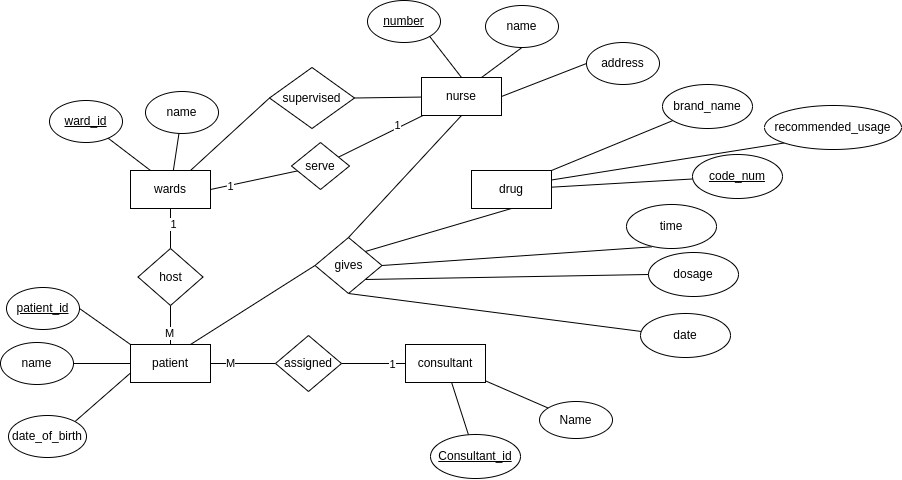 number
name
address
supervised
nurse
brand_name
ward_id
name
recommended_usage
1
serve
wards
1
drug
code_num
1
time
gives
host
dosage
patient_id
M
date
name
patient
M
assigned
1
consultant
date_of_birth
Name
Consultant_id